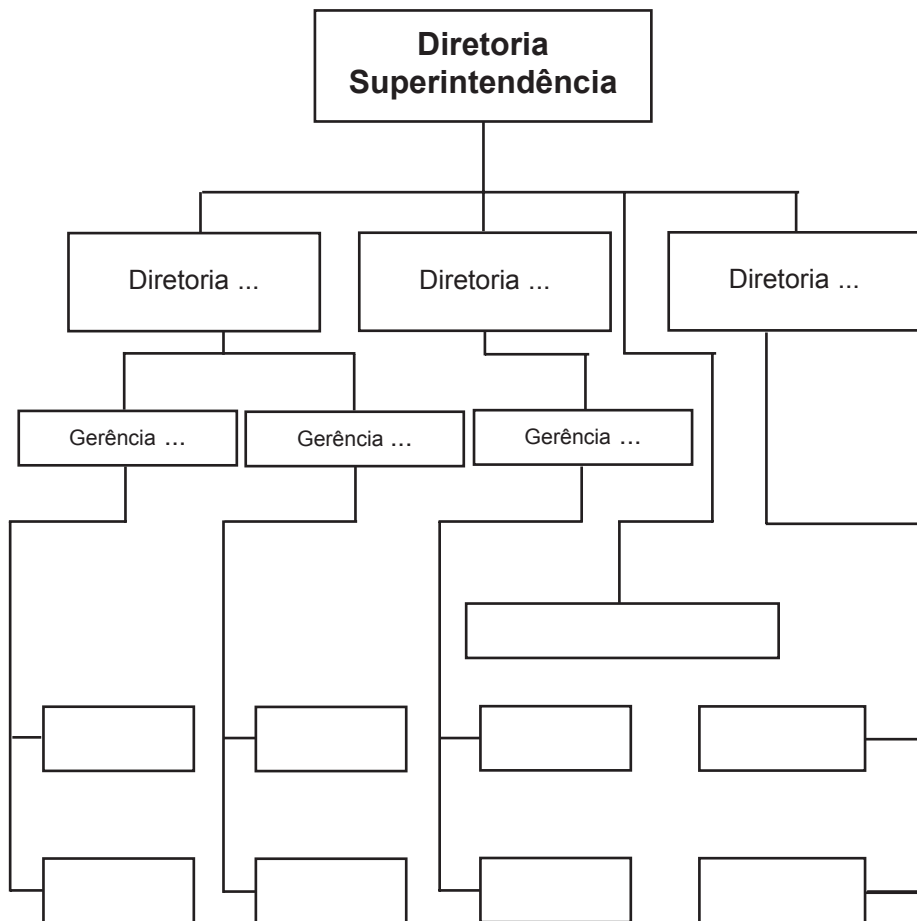 Diretoria
Superintendência
Diretoria ...
Diretoria ...
Diretoria ...
Gerência ...
Gerência ...
Gerência ...